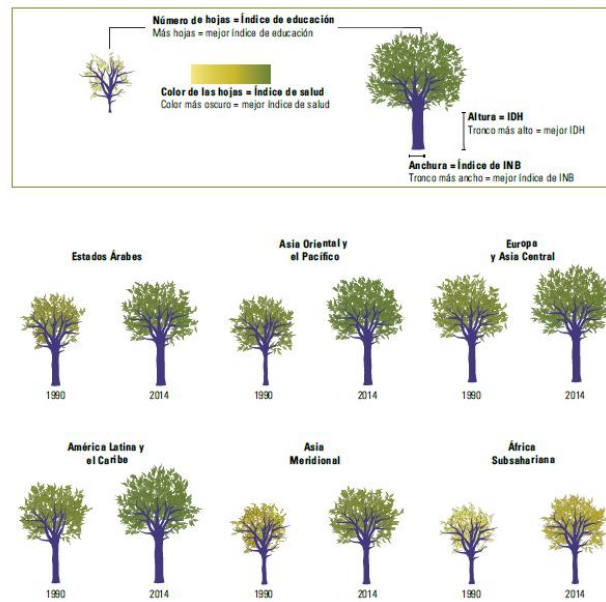 Número de hojas = Índice de educación
Más hojas = mejor índice de educación
Color de las hojas = Índice de salud
Color más oscuro = mejor índice de salud
Altura = IDH
Tronco más alto = mejor IDH
Anchura = Índice de INB
Tronco más ancho = mejor índice de INB
Estados Árabes
Asia Oriental y
el Pacífico
Europa
y Asia Central
1990
2014
1990
2014
1990
2014
América Latina y
el Caribe
Asia
Meridional
África
Subsahariana
1990
2014
1990
2014
1990
2014